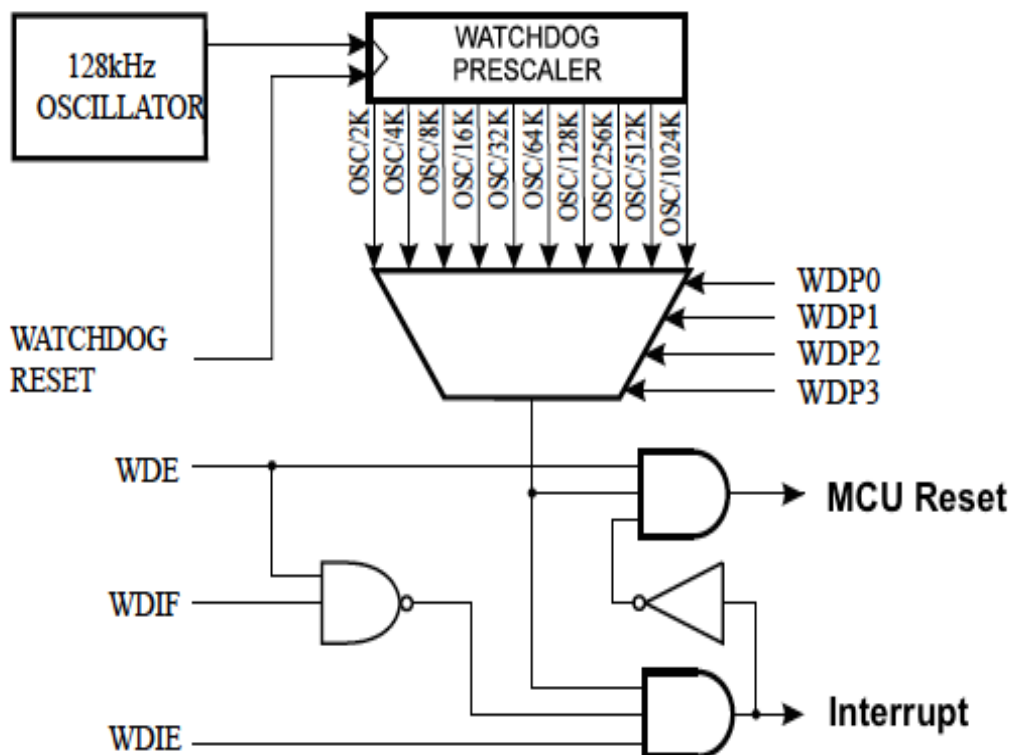 128kHz
OSCILLATOR
WATCHDOG
PRESCALER
OSC/2K
OSC/4K
OSC/8K
OSC/16K
OSC/32K
OSC/64K
OSC/128K
OSC/256K
OSC/512K
OSC/1024K
WDP0
WDP1
WDP2
WDP3
WATCHDOG
RESET
WDE
MCU Reset
WDIF
WDIE
Interrupt